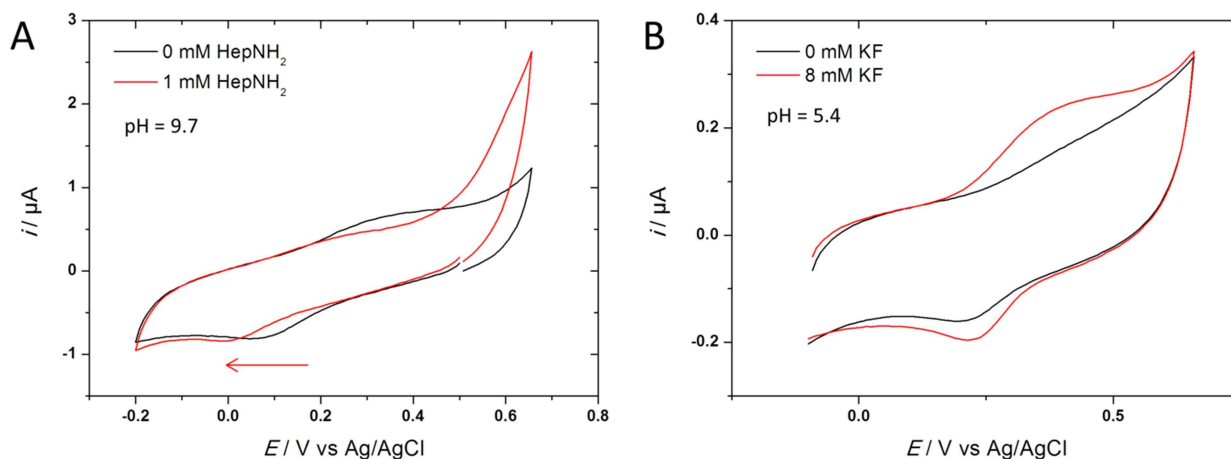 A
0 mM HepNH₂
1 mM HepNH₂
pH = 9.7
i / µA
3
2
1
0
-1
-0.2
0.0
0.2
0.4
0.6
0.8
E / V vs Ag/AgCl
B
0 mM KF
8 mM KF
pH = 5.4
i / µA
0.4
0.2
0.0
-0.2
0.0
0.5
E / V vs Ag/AgCl